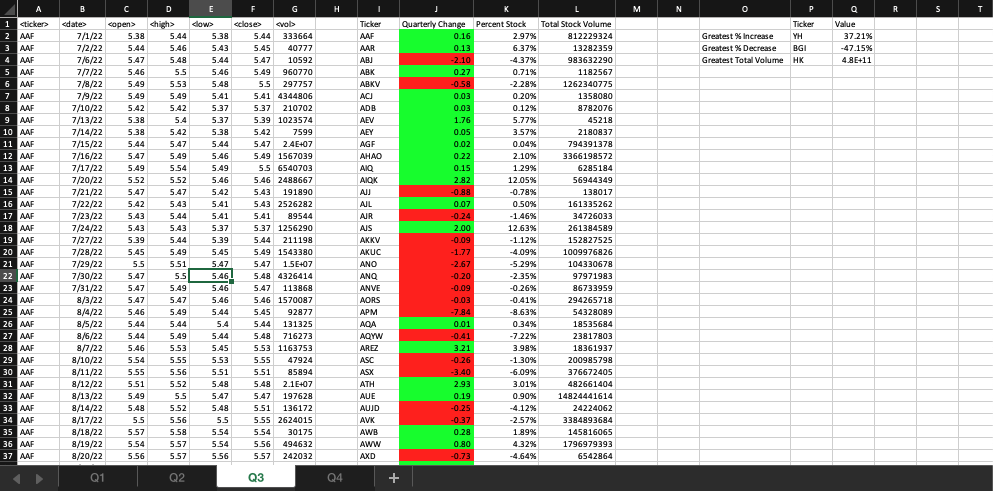 A B C D E F G H I J K L M N O P Q R S T
1 <ticker> <date> <open> <high> <low> <close> <vol> Ticker Quarterly Change Percent Stock Total Stock Volume Ticker Value
2 AAF 7/1/22 5.38 5.44 5.38 5.44 333664 AAF 0.16 2.97% 812229324 Greatest % Increase YH 37.21%
3 AAF 7/2/22 5.44 5.46 5.43 5.45 40777 AAR 0.13 6.37% 13282359 Greatest % Decrease BGI -47.15%
4 AAF 7/6/22 5.47 5.48 5.44 5.47 10592 ABJ -2.10 -4.37% 983632290 Greatest Total Volume HK 4.8E+11
5 AAF 7/7/22 5.46 5.5 5.46 5.49 960770 ABK 0.27 0.71% 1182567
6 AAF 7/8/22 5.49 5.53 5.48 5.5 297757 ABKV -0.58 -2.28% 1262340775
7 AAF 7/9/22 5.49 5.49 5.41 5.41 4344806 ACJ 0.03 0.20% 1358080
8 AAF 7/10/22 5.42 5.42 5.37 5.37 210702 ADB 0.03 0.12% 8782076
9 AAF 7/13/22 5.38 5.4 5.37 5.39 1023574 AEV 1.76 5.77% 45218
10 AAF 7/14/22 5.38 5.42 5.38 5.42 7599 AEY 0.05 3.57% 2180837
11 AAF 7/15/22 5.44 5.47 5.44 5.47 2.4E+07 AGF 0.02 0.04% 794391378
12 AAF 7/16/22 5.47 5.49 5.46 5.49 1567039 AHAO 0.22 2.10% 3366198572
13 AAF 7/17/22 5.49 5.54 5.49 5.5 6540703 AIQ 0.15 1.29% 6285184
14 AAF 7/20/22 5.52 5.52 5.46 5.46 2488667 AIQK 2.82 12.05% 56944349
15 AAF 7/21/22 5.47 5.47 5.42 5.43 191890 AJJ -0.88 -0.78% 138017
16 AAF 7/22/22 5.42 5.43 5.41 5.43 2526282 AJL 0.07 0.50% 161335262
17 AAF 7/23/22 5.43 5.44 5.41 5.41 89544 AJR -0.24 -1.46% 34726033
18 AAF 7/24/22 5.43 5.43 5.37 5.37 1256290 AJS 2.00 12.63% 261384589
19 AAF 7/27/22 5.39 5.44 5.39 5.44 211198 AKKV -0.09 -1.12% 152827525
20 AAF 7/28/22 5.45 5.49 5.45 5.49 1543380 AKUC -1.77 -4.09% 1009976826
21 AAF 7/29/22 5.5 5.51 5.47 5.47 1.5E+07 ANO -2.67 -5.29% 104330678
22 AAF 7/30/22 5.47 5.5 5.46 5.48 4326414 ANQ -0.20 -2.35% 97971983
23 AAF 7/31/22 5.47 5.49 5.46 5.47 113868 ANVE -0.09 -0.26% 86733959
24 AAF 8/3/22 5.47 5.47 5.46 5.46 1570087 AORS -0.03 -0.41% 294265718
25 AAF 8/4/22 5.46 5.49 5.44 5.45 92877 APM -7.84 -8.63% 54328089
26 AAF 8/5/22 5.44 5.44 5.4 5.44 131325 AQA 0.01 0.34% 18535684
27 AAF 8/6/22 5.44 5.49 5.44 5.48 716273 AQYW -0.41 -7.22% 23817803
28 AAF 8/7/22 5.46 5.53 5.45 5.53 1163753 AREZ 3.21 3.98% 18361937
29 AAF 8/10/22 5.54 5.55 5.53 5.55 47924 ASC -0.26 -1.30% 200985798
30 AAF 8/11/22 5.55 5.56 5.51 5.51 85894 ASX -3.40 -6.09% 376672405
31 AAF 8/12/22 5.51 5.52 5.48 5.48 2.1E+07 ATH 2.93 3.01% 482661404
32 AAF 8/13/22 5.49 5.5 5.47 5.47 197628 AUE 0.19 0.90% 14824441614
33 AAF 8/14/22 5.48 5.52 5.48 5.51 136172 AUJD -0.25 -4.12% 24224062
34 AAF 8/17/22 5.5 5.56 5.5 5.55 2624015 AVK -0.37 -2.57% 3384893684
35 AAF 8/18/22 5.57 5.58 5.54 5.54 30175 AWB 0.28 1.89% 145816065
36 AAF 8/19/22 5.54 5.57 5.54 5.56 494632 AWW 0.80 4.32% 1796979393
37 AAF 8/20/22 5.56 5.57 5.56 5.57 242032 AXD -0.73 -4.64% 6542864
Q1 Q2 Q3 Q4 +